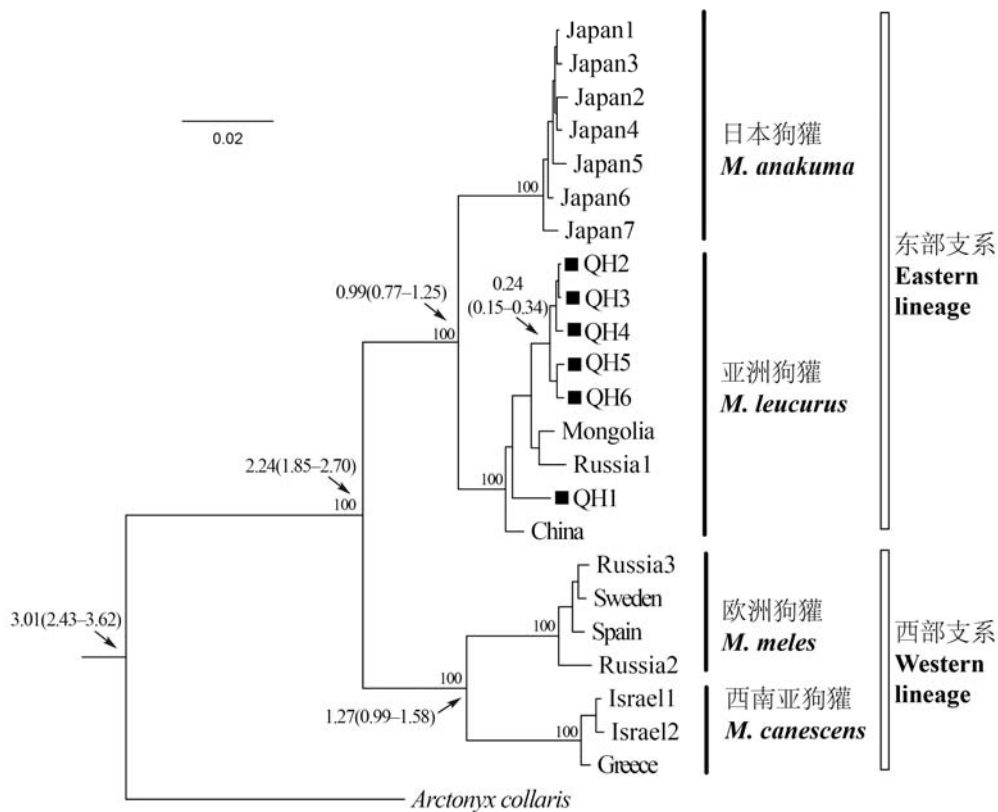 Japan1
Japan3
Japan2
Japan4
Japan5
Japan6
Japan7
100
日本狗獾
M. anakuma
0.02
QH2
QH3
QH4
QH5
QH6
Mongolia
Russia1
QH1
China
0.24
(0.15–0.34)
0.99(0.77–1.25)
100
100
亚洲狗獾
M. leucurus
东部支系
Eastern
lineage
2.24(1.85–2.70)
100
Russia3
Sweden
Spain
Russia2
100
欧洲狗獾
M. meles
3.01(2.43–3.62)
100
1.27(0.99–1.58)
Israel1
Israel2
Greece
100
西南亚狗獾
M. canescens
西部支系
Western
lineage
Arctonyx collaris